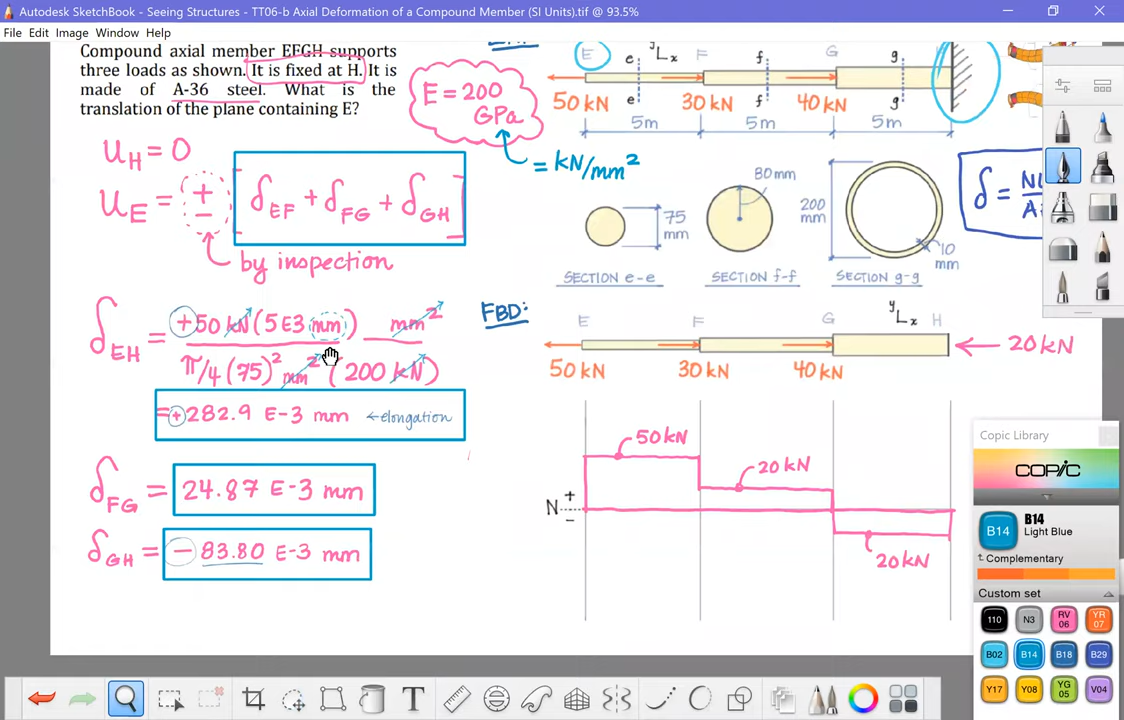 Autodesk SketchBook - Seeing Structures - TT06-b Axial Deformation of a Compound Member (SI Units).tif @ 93.5%
File Edit Image Window Help
Compound axial member EFGH supports
three loads as shown. It is fixed at H. It is
made of A-36 steel. What is the
translation of the plane containing E?
E = 200
GPa
= kN/mm²
E F G H
y Lx
e f g
50 kN 30 kN 40 kN
e f g
5m 5m 5m
u_H = 0
u_E = ± [δ_EF + δ_FG + δ_GH]
by inspection
80 mm
75
mm
200
mm
10
mm
SECTION e-e SECTION f-f SECTION g-g
δ_EH = +50 kN (5E3 mm) mm²
π/4 (75)² mm² (200 kN)
= +282.9 E-3 mm ← elongation
δ_FG = 24.87 E-3 mm
δ_GH = - 83.80 E-3 mm
FBD:
E F G H
y Lx
20 kN
50 kN 30 kN 40 kN
50 kN
20 kN
N + -
20 kN
Copic Library
COPIC
B14
B14
Light Blue
Complementary
Custom set
110 N3 RV 06 YR 07
B02 B14 B18 B29
Y17 Y08 YG 05 V04